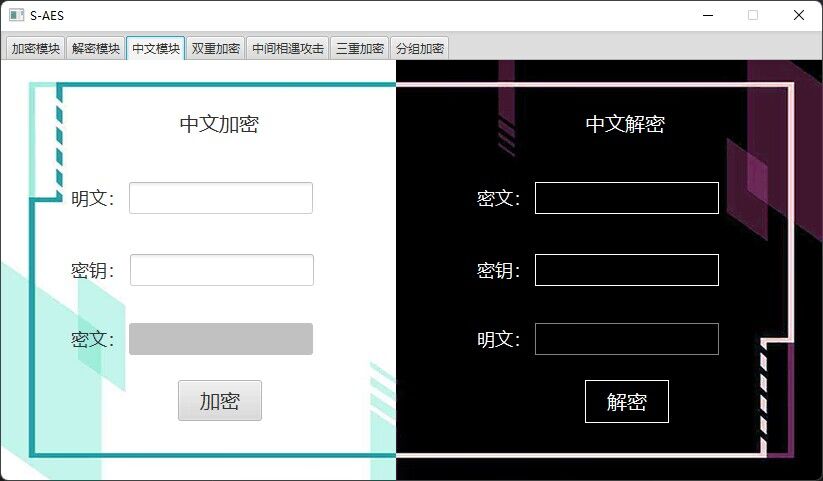 S-AES
加密模块 解密模块 中文模块 双重加密 中间相遇攻击 三重加密 分组加密
中文加密
明文：
密钥：
密文：
加密
中文解密
密文：
密钥：
明文：
解密